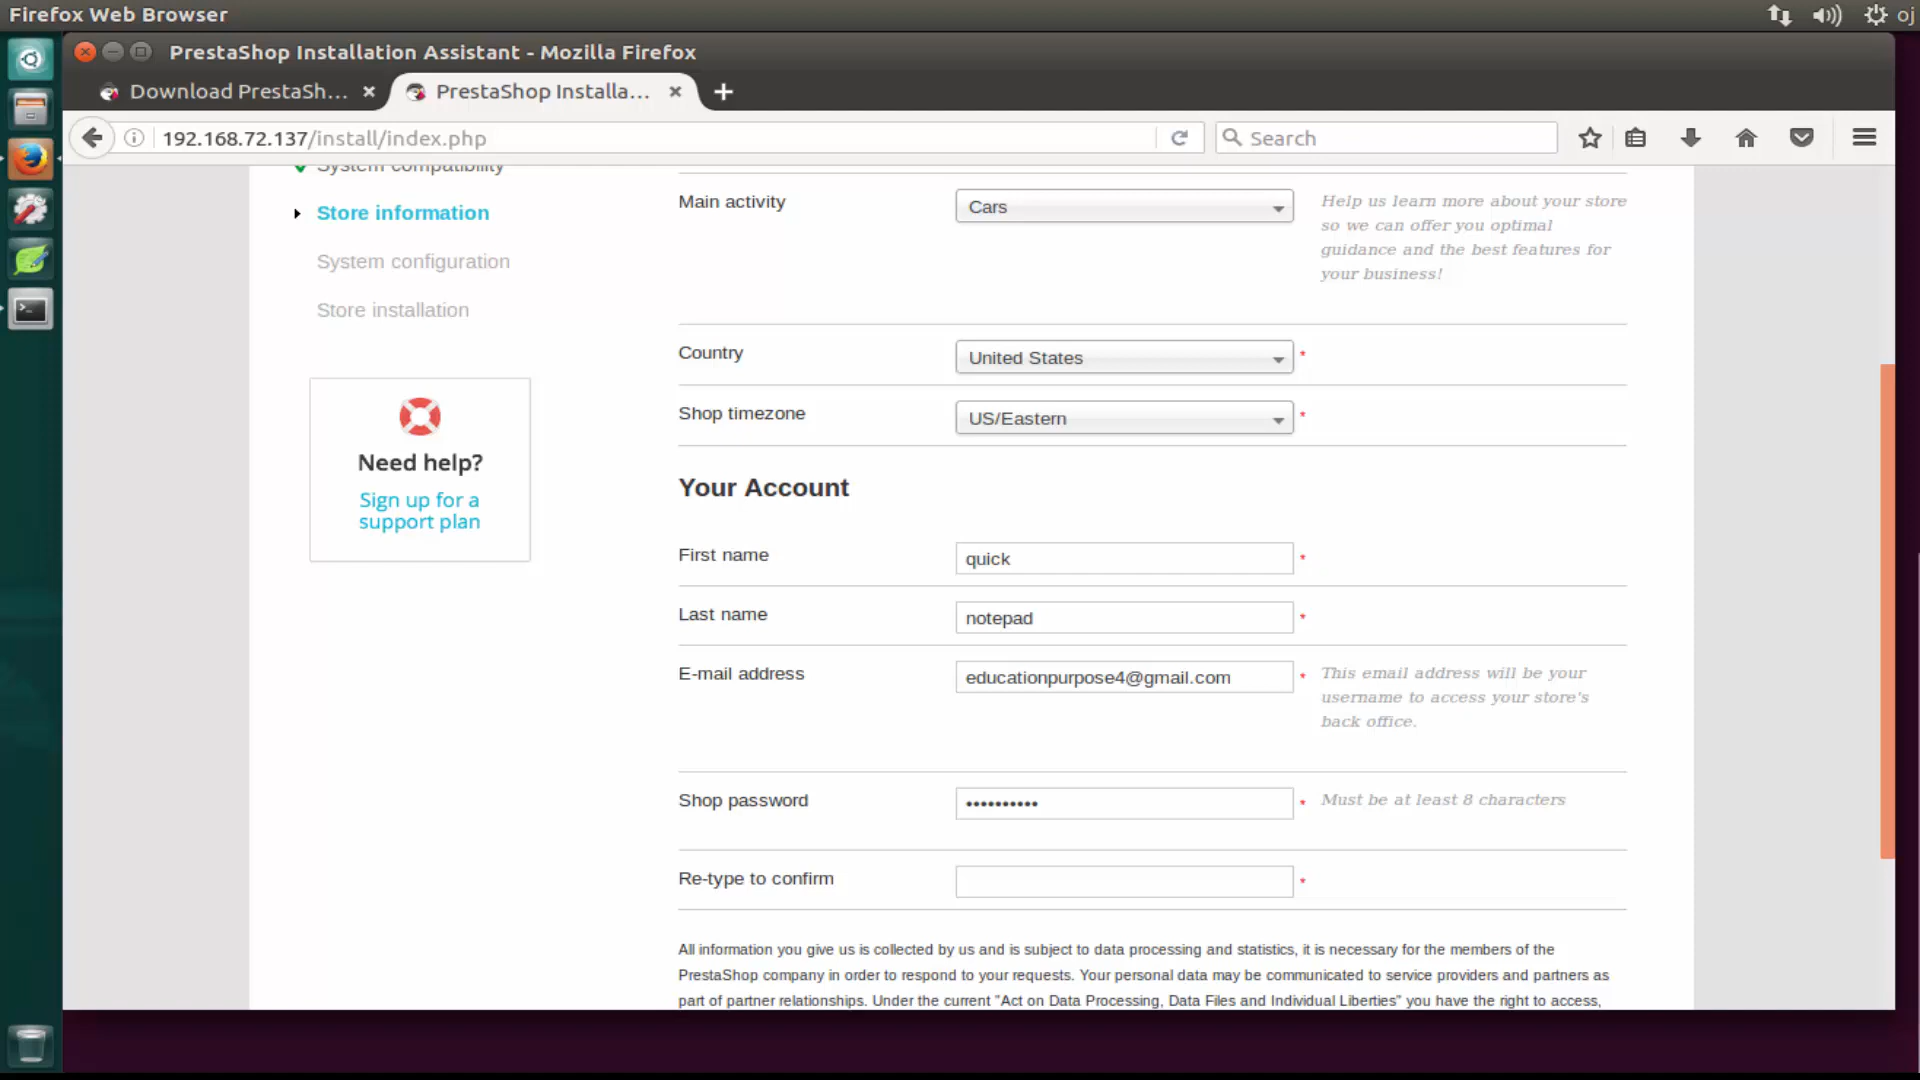 Firefox Web Browser
oj
PrestaShop Installation Assistant - Mozilla Firefox
Download PrestaSh...
PrestaShop Installa...
192.168.72.137/install/index.php
Search
System compatibility
Store information
System configuration
Store installation
Need help?
Sign up for a
support plan
Main activity
Cars
Help us learn more about your store
so we can offer you optimal
guidance and the best features for
your business!
Country
United States
*
Shop timezone
US/Eastern
*
Your Account
First name
quick
*
Last name
notepad
*
E-mail address
educationpurpose4@gmail.com
*
This email address will be your
username to access your store's
back office.
Shop password
••••••••••
*
Must be at least 8 characters
Re-type to confirm
*
All information you give us is collected by us and is subject to data processing and statistics, it is necessary for the members of the
PrestaShop company in order to respond to your requests. Your personal data may be communicated to service providers and partners as
part of partner relationships. Under the current "Act on Data Processing, Data Files and Individual Liberties" you have the right to access,